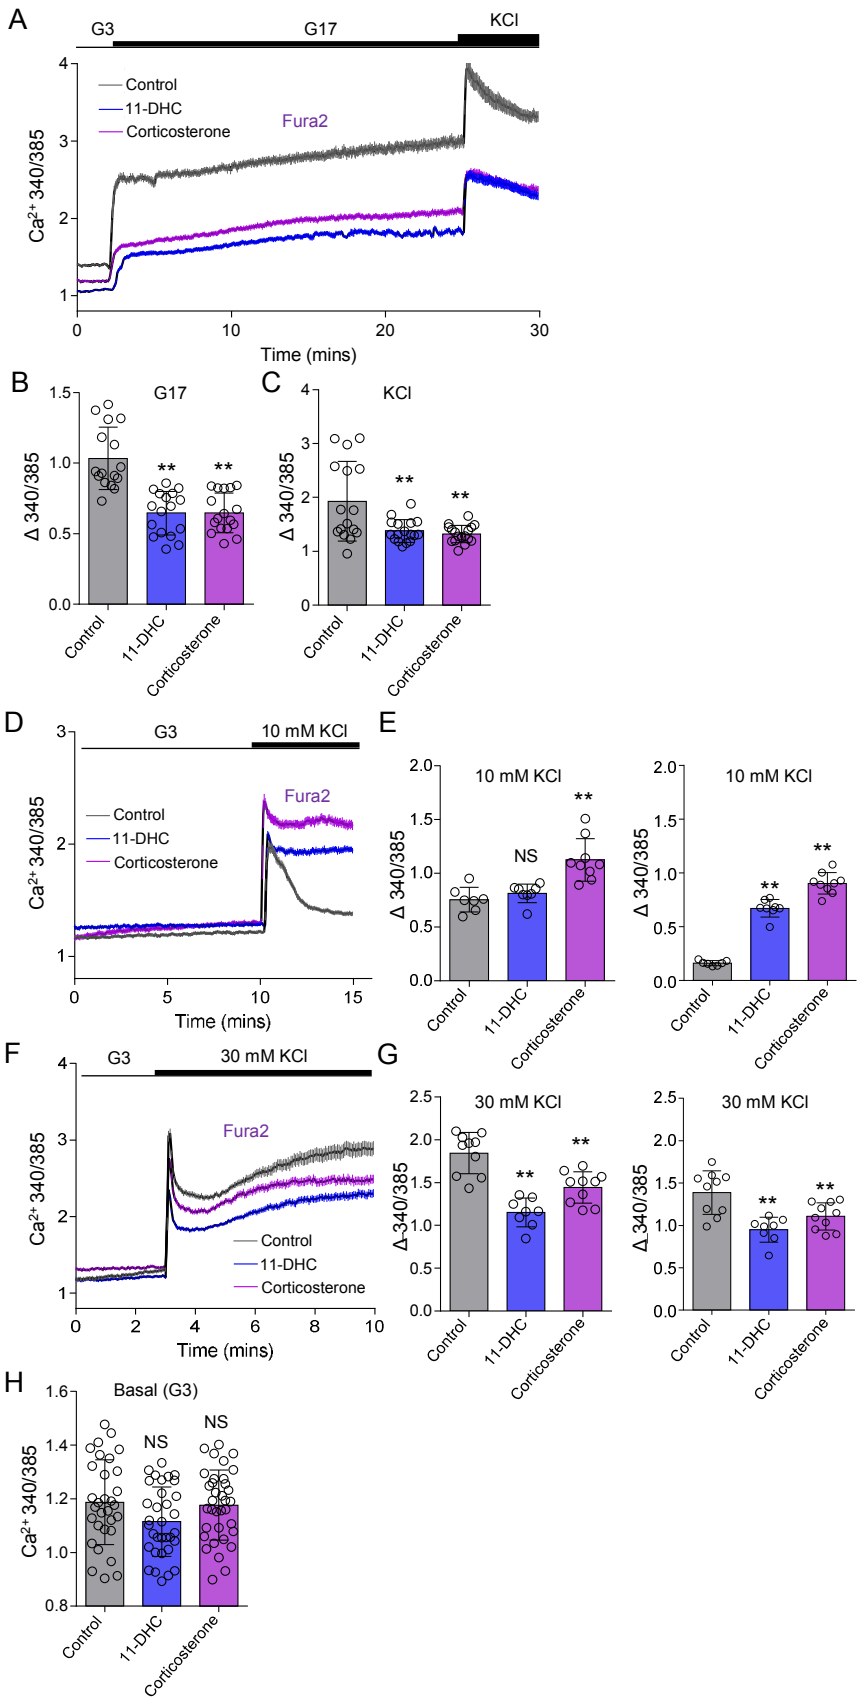 A
G3
G17
KCl
Control
11-DHC
Corticosterone
Fura2
Ca²⁺ 340/385
4
3
2
1
0
10
20
30
Time (mins)
B
G17
Δ 340/385
1.5
1.0
0.5
0.0
**
**
Control
11-DHC
Corticosterone
C
KCl
Δ 340/385
4
3
2
1
0
**
**
Control
11-DHC
Corticosterone
D
G3
10 mM KCl
Fura2
Control
11-DHC
Corticosterone
Ca²⁺ 340/385
3
2
1
0
5
10
15
Time (mins)
E
10 mM KCl
Δ 340/385
2.0
1.5
1.0
0.5
0.0
NS
**
Control
11-DHC
Corticosterone
10 mM KCl
Δ 340/385
2.0
1.5
1.0
0.5
0.0
**
**
Control
11-DHC
Corticosterone
F
G3
30 mM KCl
Fura2
Control
11-DHC
Corticosterone
Ca²⁺ 340/385
4
3
2
1
0
2
4
6
8
10
Time (mins)
G
30 mM KCl
Δ 340/385
2.5
2.0
1.5
1.0
0.5
0.0
**
**
Control
11-DHC
Corticosterone
30 mM KCl
Δ 340/385
2.5
2.0
1.5
1.0
0.5
0.0
**
**
Control
11-DHC
Corticosterone
H
Basal (G3)
Ca²⁺ 340/385
1.6
1.4
1.2
1.0
0.8
NS
NS
Control
11-DHC
Corticosterone